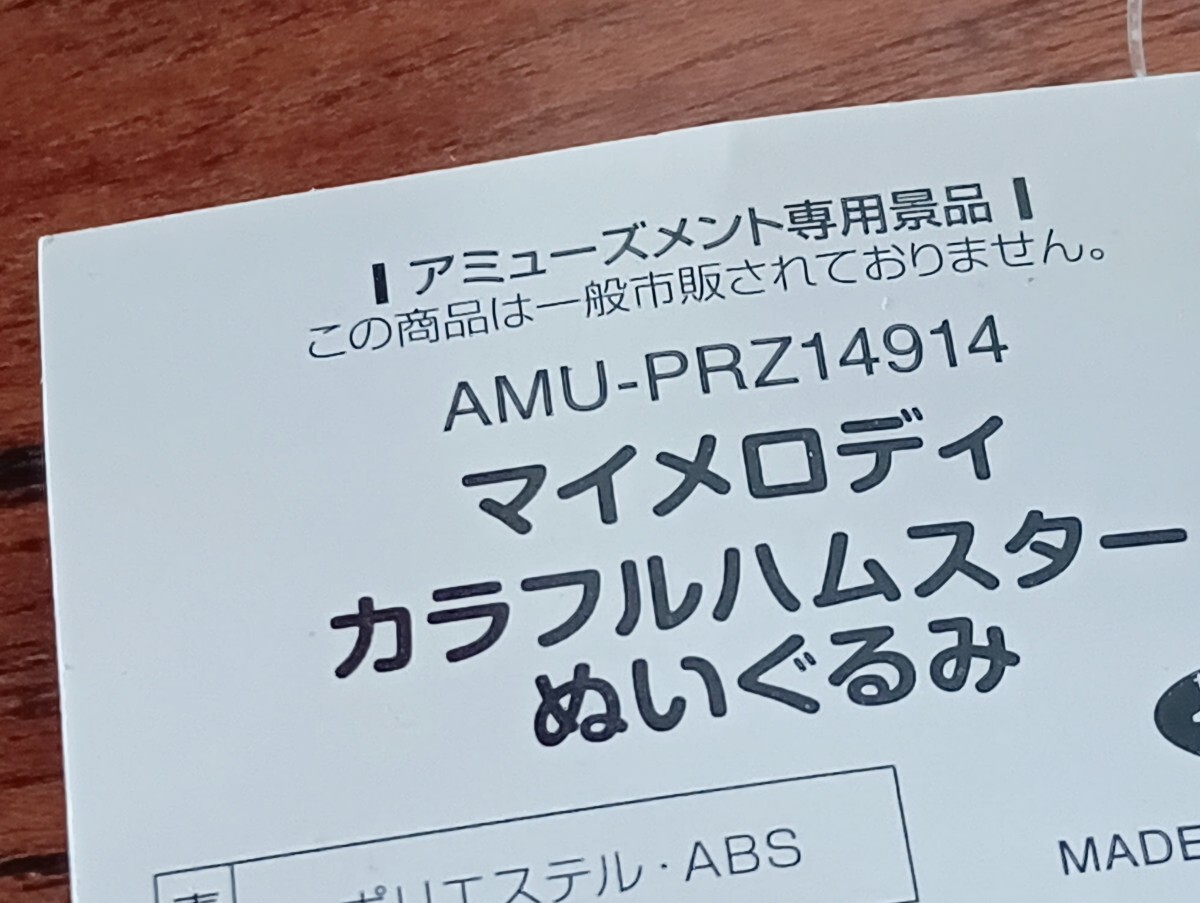 アミューズメント専用景品
この商品は一般市販されておりません。
AMU-PRZ14914
マイメロディ
カラフルハムスター
ぬいぐるみ
ポリエステル・ABS
MADE